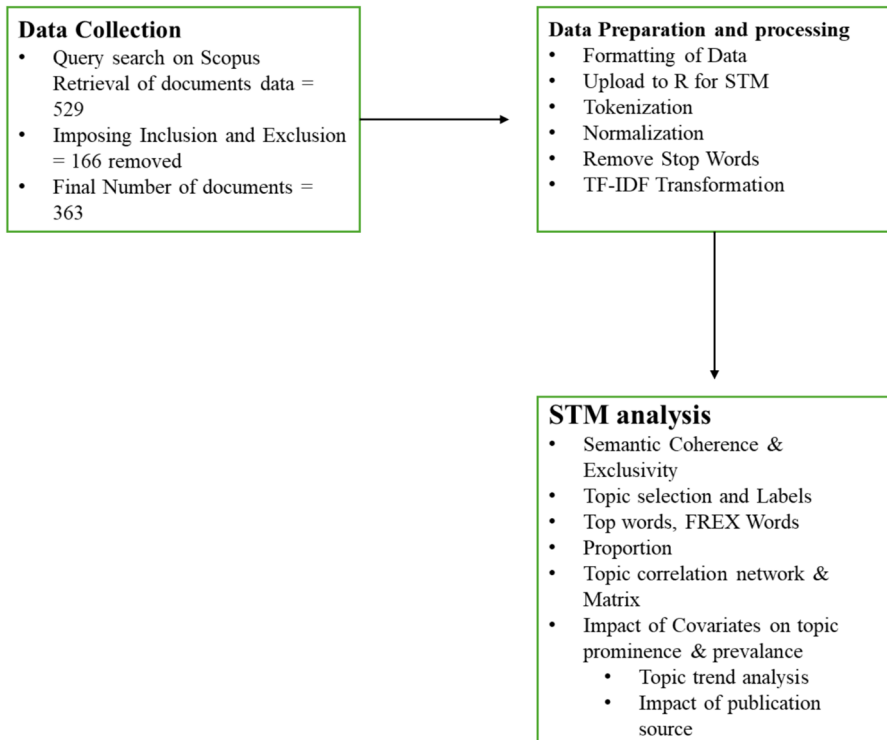 Data Collection
• Query search on Scopus
Retrieval of documents data =
529
• Imposing Inclusion and Exclusion
= 166 removed
• Final Number of documents =
363
Data Preparation and processing
• Formatting of Data
• Upload to R for STM
• Tokenization
• Normalization
• Remove Stop Words
• TF-IDF Transformation
STM analysis
• Semantic Coherence &
Exclusivity
• Topic selection and Labels
• Top words, FREX Words
• Proportion
• Topic correlation network &
Matrix
• Impact of Covariates on topic
prominence & prevalance
• Topic trend analysis
• Impact of publication
source